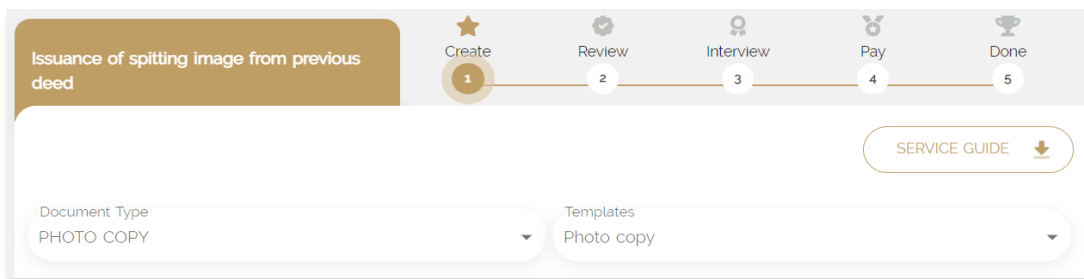 Issuance of spitting image from previous
deed
Create
Review
Interview
Pay
Done
1
2
3
4
5
SERVICE GUIDE
Document Type
PHOTO COPY
Templates
Photo copy